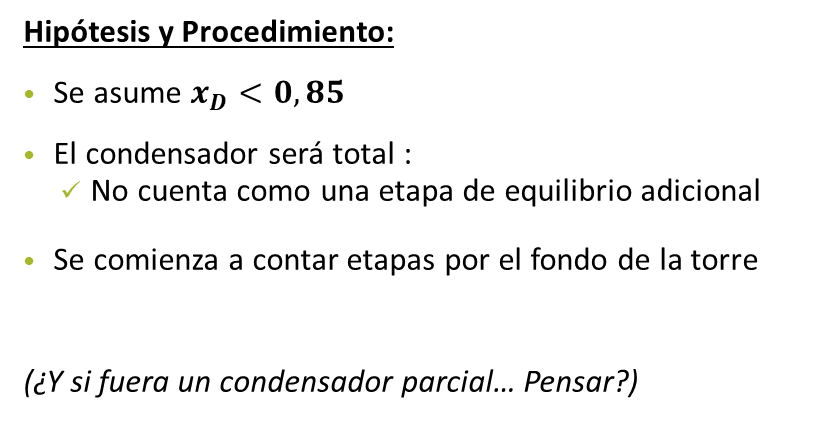 Hipótesis y Procedimiento:
• Se asume x_D < 0,85
• El condensador será total :
✓ No cuenta como una etapa de equilibrio adicional
• Se comienza a contar etapas por el fondo de la torre
(¿Y si fuera un condensador parcial... Pensar?)